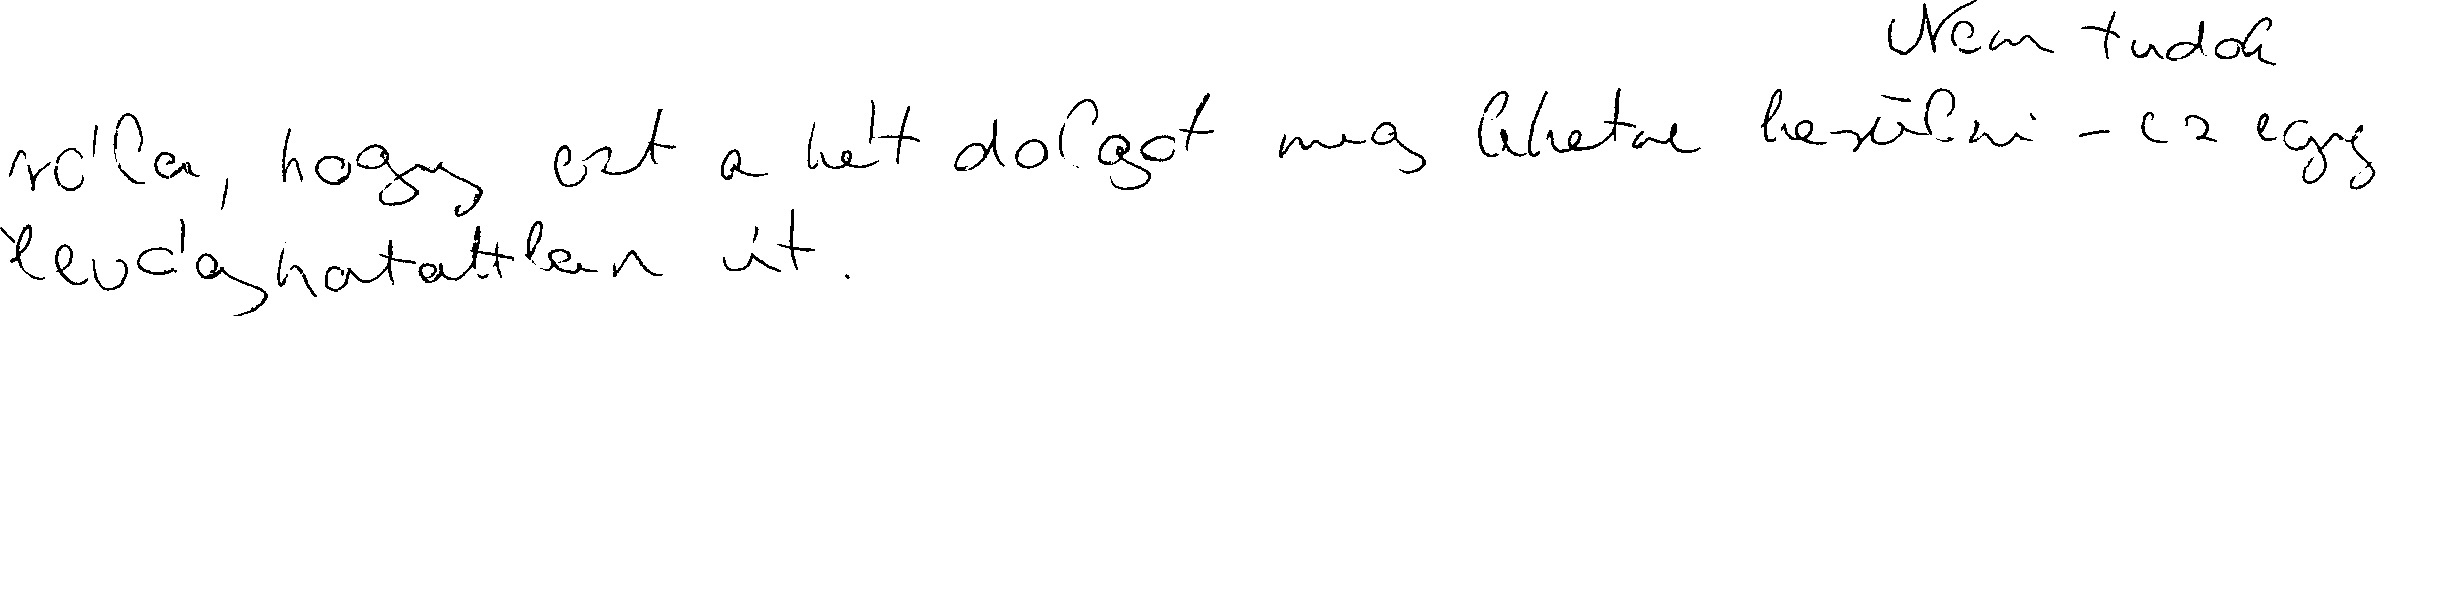 Nem tudok
róla, hogy ezt a két dolgot meg lehetne kerülni - ez egy
levághatatlan út.